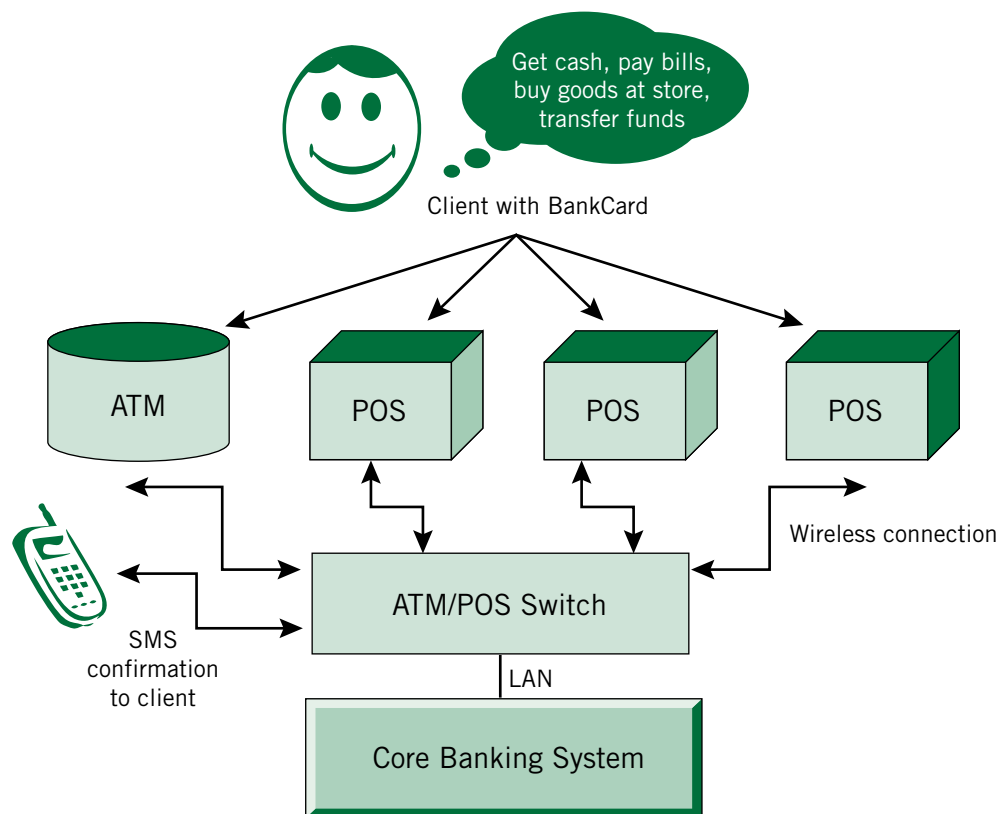 Get cash, pay bills,
buy goods at store,
transfer funds
Client with BankCard
ATM
POS
POS
POS
Wireless connection
ATM/POS Switch
SMS
confirmation
to client
LAN
Core Banking System